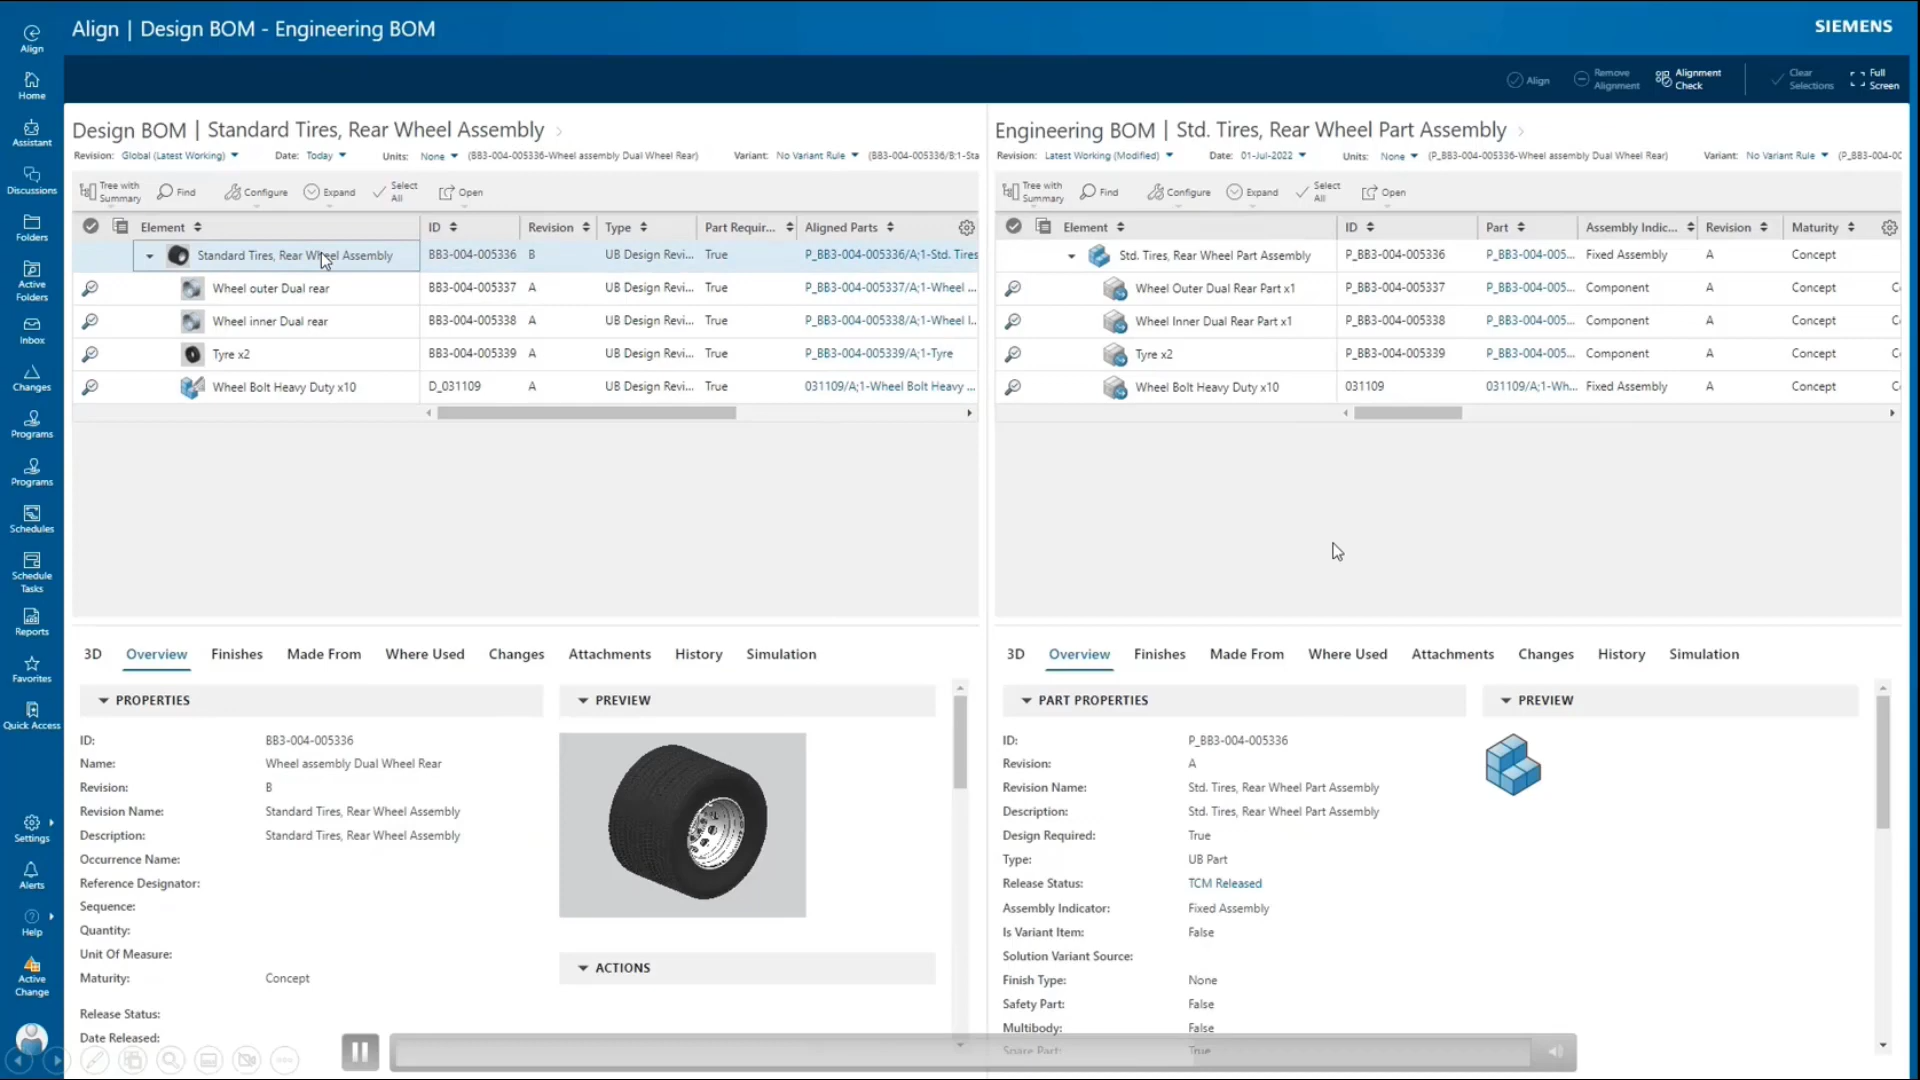 Align | Design BOM - Engineering BOM
SIEMENS
Align
Home
Assistant
Discussions
Folders
Active
Folders
Inbox
Changes
Programs
Programs
Schedules
Schedule
Tasks
Reports
Favorites
Quick Access
Settings
Alerts
Help
Active
Change
Align
Remove
Alignment
Alignment
Check
Clear
Selections
Full
Screen
Design BOM | Standard Tires, Rear Wheel Assembly
Revision: Global (Latest Working) Date: Today Units: None (BB3-004-005336-Wheel assembly Dual Wheel Rear) Variant: No Variant Rule (BB3-004-005336/B;1-Sta
Tree with
Summary
Find
Configure
Expand
Select
All
Open
Element ID Revision Type Part Requir... Aligned Parts
Standard Tires, Rear Wheel Assembly BB3-004-005336 B UB Design Revi... True P_BB3-004-005336/A;1-Std. Tires
Wheel outer Dual rear BB3-004-005337 A UB Design Revi... True P_BB3-004-005337/A;1-Wheel ...
Wheel inner Dual rear BB3-004-005338 A UB Design Revi... True P_BB3-004-005338/A;1-Wheel I...
Tyre x2 BB3-004-005339 A UB Design Revi... True P_BB3-004-005339/A;1-Tyre
Wheel Bolt Heavy Duty x10 D_031109 A UB Design Revi... True 031109/A;1-Wheel Bolt Heavy ...
3D Overview Finishes Made From Where Used Changes Attachments History Simulation
PROPERTIES
ID: BB3-004-005336
Name: Wheel assembly Dual Wheel Rear
Revision: B
Revision Name: Standard Tires, Rear Wheel Assembly
Description: Standard Tires, Rear Wheel Assembly
Occurrence Name:
Reference Designator:
Sequence:
Quantity:
Unit Of Measure:
Maturity: Concept
Release Status:
Date Released:
PREVIEW
ACTIONS
Engineering BOM | Std. Tires, Rear Wheel Part Assembly
Revision: Latest Working (Modified) Date: 01-Jul-2022 Units: None (P_BB3-004-005336-Wheel assembly Dual Wheel Rear) Variant: No Variant Rule (P_BB3-004-00
Tree with
Summary
Find
Configure
Expand
Select
All
Open
Element ID Part Assembly Indic... Revision Maturity
Std. Tires, Rear Wheel Part Assembly P_BB3-004-005336 P_BB3-004-005... Fixed Assembly A Concept
Wheel Outer Dual Rear Part x1 P_BB3-004-005337 P_BB3-004-005... Component A Concept
Wheel Inner Dual Rear Part x1 P_BB3-004-005338 P_BB3-004-005... Component A Concept
Tyre x2 P_BB3-004-005339 P_BB3-004-005... Component A Concept
Wheel Bolt Heavy Duty x10 031109 031109/A;1-Wh... Fixed Assembly A Concept
3D Overview Finishes Made From Where Used Attachments Changes History Simulation
PART PROPERTIES
ID: P_BB3-004-005336
Revision: A
Revision Name: Std. Tires, Rear Wheel Part Assembly
Description: Std. Tires, Rear Wheel Part Assembly
Design Required: True
Type: UB Part
Release Status: TCM Released
Assembly Indicator: Fixed Assembly
Is Variant Item: False
Solution Variant Source:
Finish Type: None
Safety Part: False
Multibody: False
Spare Part: True
PREVIEW